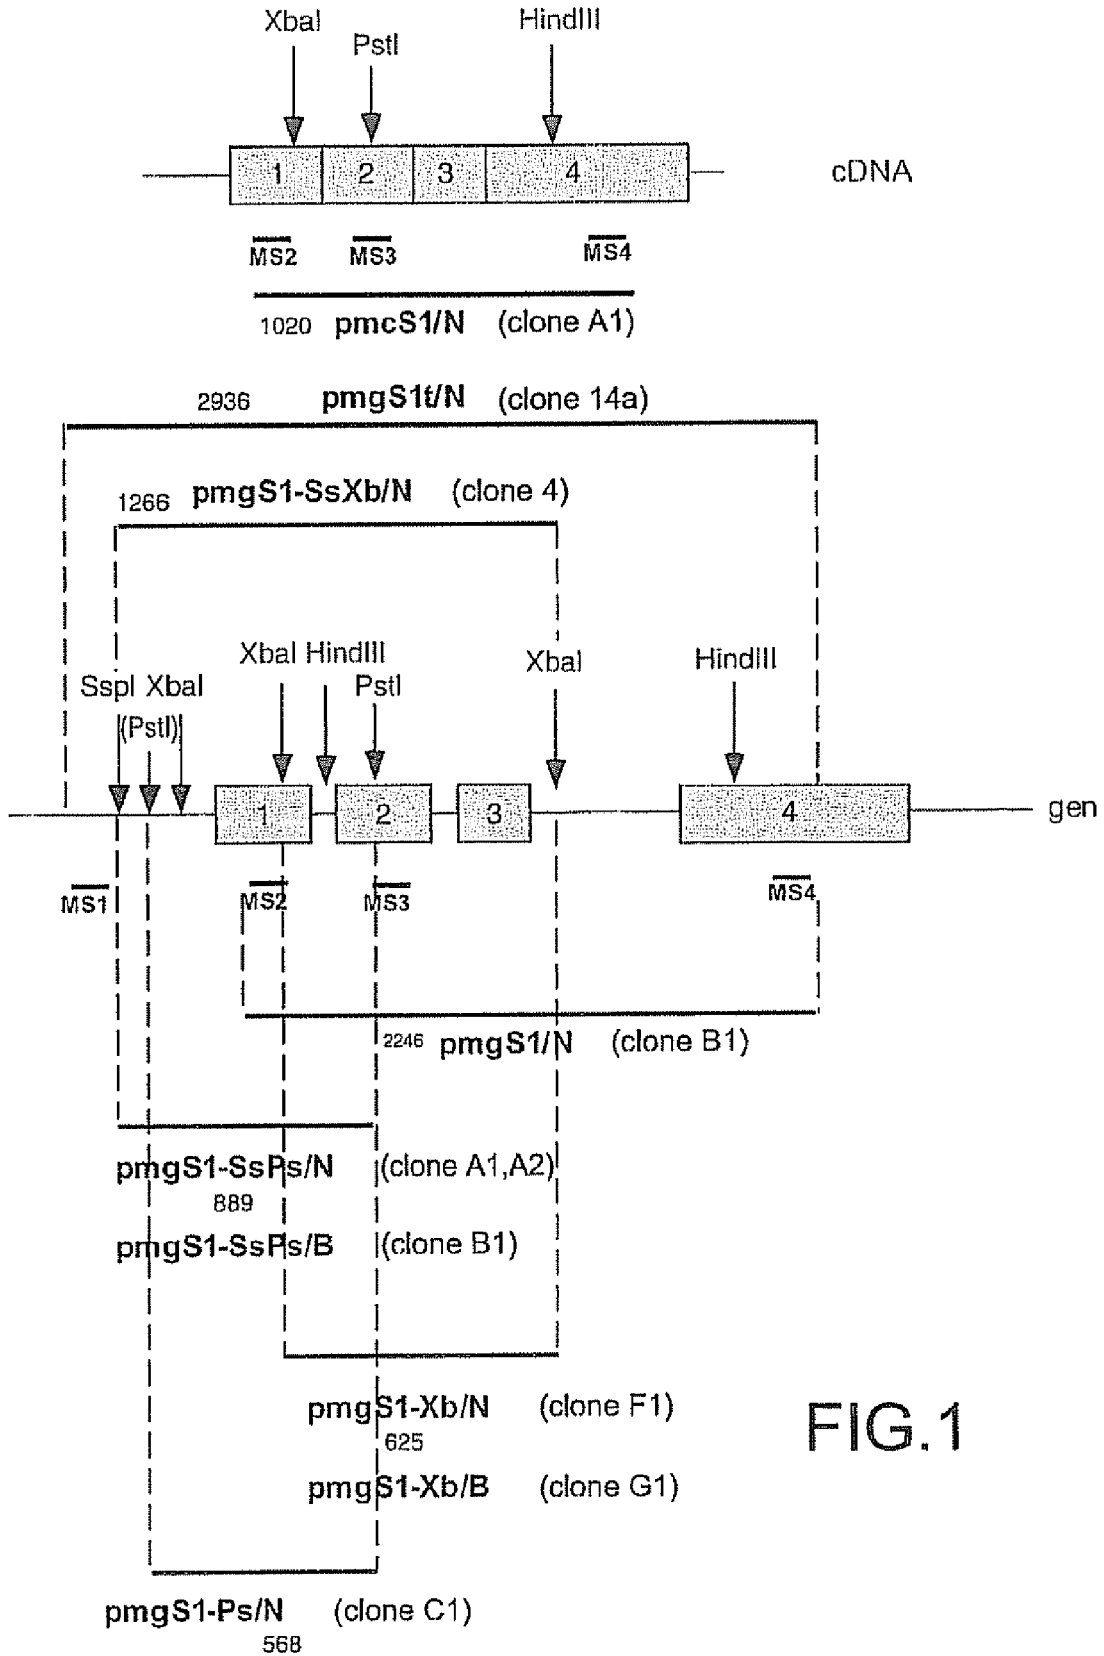 XbaI
HindIII
PstI
1 2 3 4
cDNA
MS2 MS3 MS4
1020 pmcS1/N (clone A1)
2936 pmgS1t/N (clone 14a)
1266 pmgS1-SsXb/N (clone 4)
XbaI HindIII XbaI HindIII
SspI XbaI PstI
(PstI)
1 2 3 4
gen
MS1 MS2 MS3 MS4
2246 pmgS1/N (clone B1)
pmgS1-SsPs/N (clone A1,A2)
889
pmgS1-SsPs/B (clone B1)
pmgS1-Xb/N (clone F1)
625
FIG.1
pmgS1-Xb/B (clone G1)
pmgS1-Ps/N (clone C1)
568